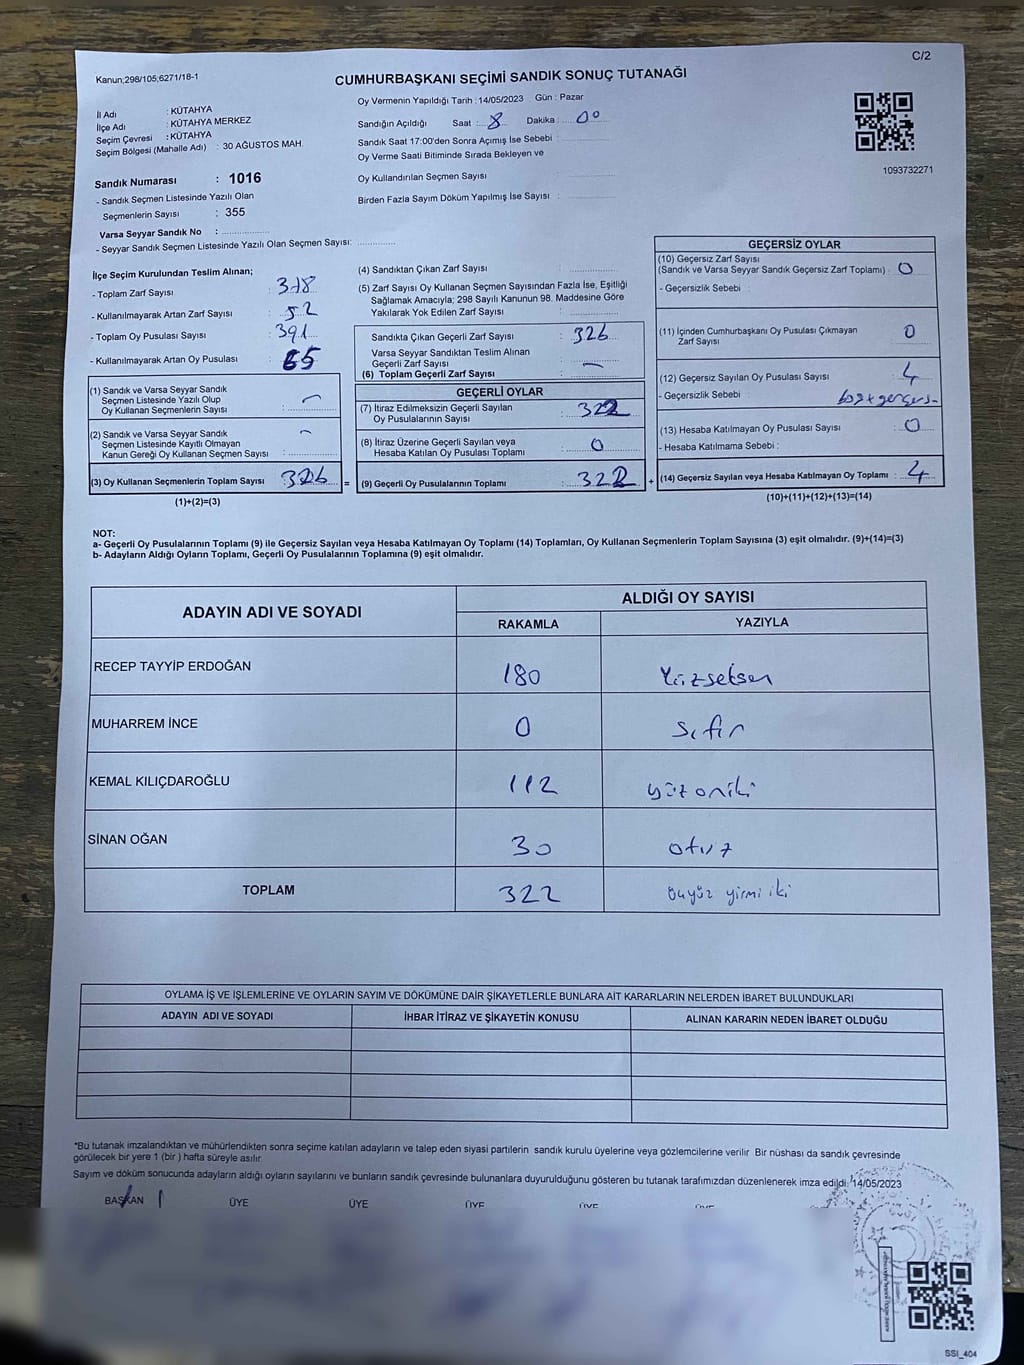 C/2
Kanun;298/105;6271/18-1
CUMHURBAŞKANI SEÇİMİ SANDIK SONUÇ TUTANAĞI
İl Adı : KÜTAHYA
İlçe Adı : KÜTAHYA MERKEZ
Seçim Çevresi : KÜTAHYA
Seçim Bölgesi (Mahalle Adı) : 30 AĞUSTOS MAH.
Sandık Numarası : 1016
- Sandık Seçmen Listesinde Yazılı Olan
Seçmenlerin Sayısı : 355
Varsa Seyyar Sandık No :
- Seyyar Sandık Seçmen Listesinde Yazılı Olan Seçmen Sayısı:
Oy Vermenin Yapıldığı Tarih : 14/05/2023 Gün : Pazar
Sandığın Açıldığı Saat : 8 Dakika : 00
Sandık Saat 17:00'den Sonra Açımış İse Sebebi :
Oy Verme Saati Bitiminde Sırada Bekleyen ve
Oy Kullandırılan Seçmen Sayısı :
Birden Fazla Sayım Döküm Yapılmış İse Sayısı :
1093732271
İlçe Seçim Kurulundan Teslim Alınan;
- Toplam Zarf Sayısı : 378
- Kullanılmayarak Artan Zarf Sayısı : 52
- Toplam Oy Pusulası Sayısı : 391
- Kullanılmayarak Artan Oy Pusulası : 65
(1) Sandık ve Varsa Seyyar Sandık
Seçmen Listesinde Yazılı Olup
Oy Kullanan Seçmenlerin Sayısı : -
(2) Sandık ve Varsa Seyyar Sandık
Seçmen Listesinde Kayıtlı Olmayan
Kanun Gereği Oy Kullanan Seçmen Sayısı : -
(3) Oy Kullanan Seçmenlerin Toplam Sayısı : 326 =
(1)+(2)=(3)
(4) Sandıktan Çıkan Zarf Sayısı :
(5) Zarf Sayısı Oy Kullanan Seçmen Sayısından Fazla İse, Eşitliği
Sağlamak Amacıyla; 298 Sayılı Kanunun 98. Maddesine Göre
Yakılarak Yok Edilen Zarf Sayısı :
Sandıkta Çıkan Geçerli Zarf Sayısı : 326
Varsa Seyyar Sandıktan Teslim Alınan
Geçerli Zarf Sayısı : -
(6) Toplam Geçerli Zarf Sayısı :
GEÇERLİ OYLAR
(7) İtiraz Edilmeksizin Geçerli Sayılan
Oy Pusulalarının Sayısı : 322
(8) İtiraz Üzerine Geçerli Sayılan veya
Hesaba Katılan Oy Pusulası Toplamı : 0
(9) Geçerli Oy Pusulalarının Toplamı : 322 +
GEÇERSİZ OYLAR
(10) Geçersiz Zarf Sayısı
(Sandık ve Varsa Seyyar Sandık Geçersiz Zarf Toplamı) : 0
- Geçersizlik Sebebi :
(11) İçinden Cumhurbaşkanı Oy Pusulası Çıkmayan
Zarf Sayısı : 0
(12) Geçersiz Sayılan Oy Pusulası Sayısı : 4
- Geçersizlik Sebebi :
(13) Hesaba Katılmayan Oy Pusulası Sayısı : 0
- Hesaba Katılmama Sebebi :
(14) Geçersiz Sayılan veya Hesaba Katılmayan Oy Toplamı : 4
(10)+(11)+(12)+(13)=(14)
NOT:
a- Geçerli Oy Pusulalarının Toplamı (9) ile Geçersiz Sayılan veya Hesaba Katılmayan Oy Toplamı (14) Toplamları, Oy Kullanan Seçmenlerin Toplam Sayısına (3) eşit olmalıdır. (9)+(14)=(3)
b- Adayların Aldığı Oyların Toplamı, Geçerli Oy Pusulalarının Toplamına (9) eşit olmalıdır.
ADAYIN ADI VE SOYADI
ALDIĞI OY SAYISI
RAKAMLA YAZIYLA
RECEP TAYYİP ERDOĞAN 180 Yüzseksen
MUHARREM İNCE 0 Sıfır
KEMAL KILIÇDAROĞLU 112 yüzoniki
SİNAN OĞAN 30 otuz
TOPLAM 322 üçyüz yirmi iki
OYLAMA İŞ VE İŞLEMLERİNE VE OYLARIN SAYIM VE DÖKÜMÜNE DAİR ŞİKAYETLERLE BUNLARA AİT KARARLARIN NELERDEN İBARET BULUNDUKLARI
ADAYIN ADI VE SOYADI İHBAR İTİRAZ VE ŞİKAYETİN KONUSU ALINAN KARARIN NEDEN İBARET OLDUĞU
*Bu tutanak imzalandıktan ve mühürlendikten sonra seçime katılan adayların ve talep eden siyasi partilerin sandık kurulu üyelerine veya gözlemcilerine verilir Bir nüshası da sandık çevresinde
görülecek bir yere 1 (bir ) hafta süreyle asılır.
Sayım ve döküm sonucunda adayların aldığı oyların sayılarını ve bunların sandık çevresinde bulunanlara duyurulduğunu gösteren bu tutanak tarafımızdan düzenlenerek imza edildi. 14/05/2023
BAŞKAN ÜYE ÜYE ÜYE ÜYE ÜYE
SSI_404